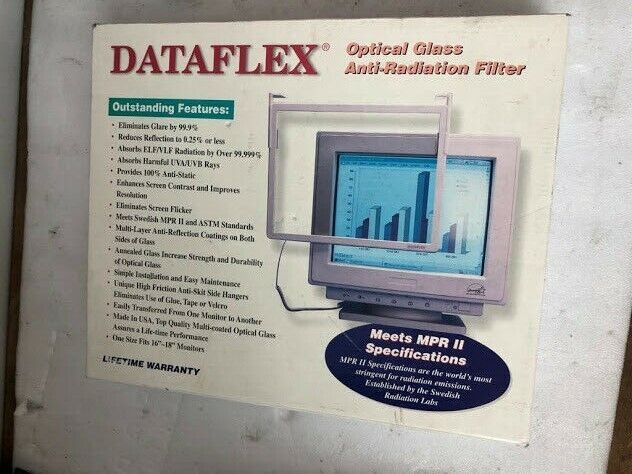 DATAFLEX®
Optical Glass
Anti-Radiation Filter
Outstanding Features:
• Eliminates Glare by 99.9%
• Reduces Reflection to 0.25% or less
• Absorbs ELF/VLF Radiation by Over 99.999%
• Absorbs Harmful UVA/UVB Rays
• Provides 100% Anti-Static
• Enhances Screen Contrast and Improves
Resolution
• Eliminates Screen Flicker
• Meets Swedish MPR II and ASTM Standards
• Multi-Layer Anti-Reflection Coatings on Both
Sides of Glass
• Annealed Glass Increase Strength and Durability
of Optical Glass
• Simple Installation and Easy Maintenance
• Unique High Friction Anti-Skit Side Hangers
Eliminates Use of Glue, Tape or Velcro
• Easily Transferred From One Monitor to Another
• Made In USA, Top Quality Multi-coated Optical Glass
Assures a Life-time Performance
• One Size Fits 16"-18" Monitors
LIFETIME WARRANTY
DATAFLEX
Meets MPR II
Specifications
MPR II Specifications are the world's most
stringent for radiation emissions.
Established by the Swedish
Radiation Labs